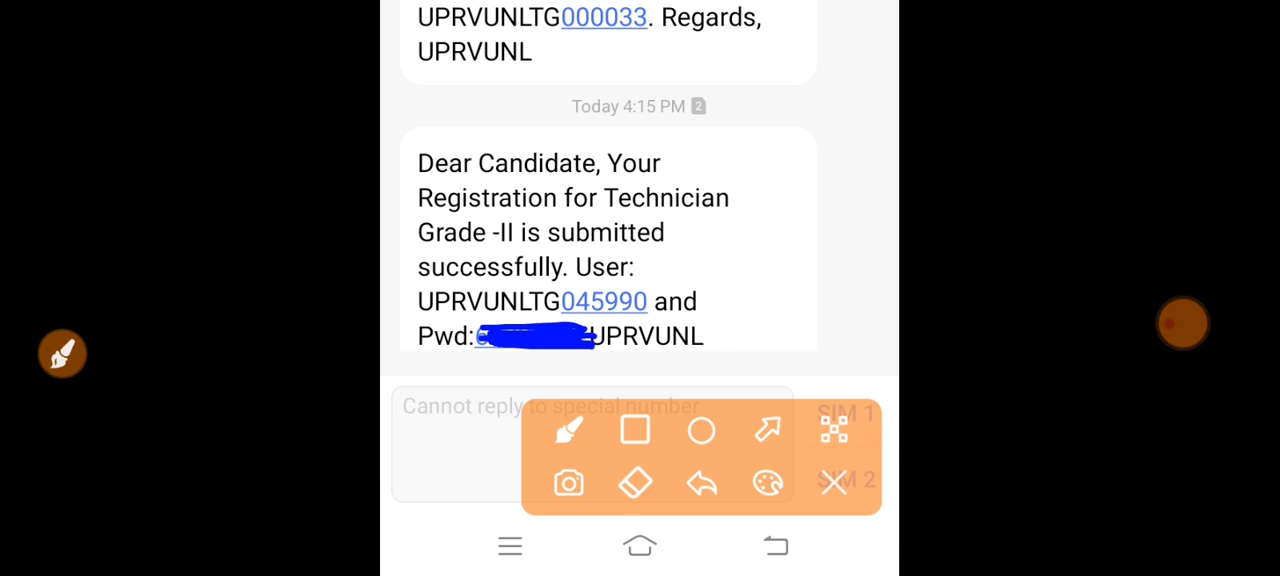 UPRVUNLTG000033. Regards,
UPRVUNL
Today 4:15 PM 2
Dear Candidate, Your
Registration for Technician
Grade -II is submitted
successfully. User:
UPRVUNLTG045990 and
Pwd: UPRVUNL
Cannot reply to special number
SIM 1
SIM 2